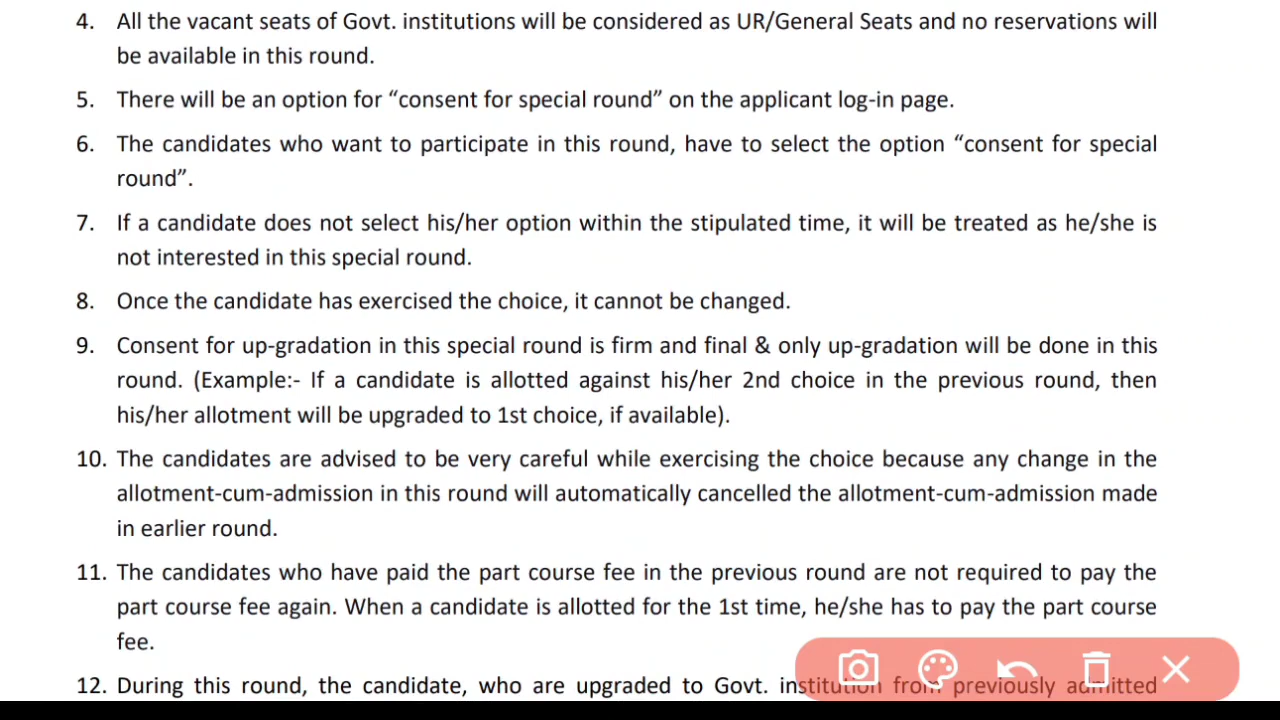 4. All the vacant seats of Govt. institutions will be considered as UR/General Seats and no reservations will
be available in this round.
5. There will be an option for “consent for special round” on the applicant log-in page.
6. The candidates who want to participate in this round, have to select the option “consent for special
round”.
7. If a candidate does not select his/her option within the stipulated time, it will be treated as he/she is
not interested in this special round.
8. Once the candidate has exercised the choice, it cannot be changed.
9. Consent for up-gradation in this special round is firm and final & only up-gradation will be done in this
round. (Example:- If a candidate is allotted against his/her 2nd choice in the previous round, then
his/her allotment will be upgraded to 1st choice, if available).
10. The candidates are advised to be very careful while exercising the choice because any change in the
allotment-cum-admission in this round will automatically cancelled the allotment-cum-admission made
in earlier round.
11. The candidates who have paid the part course fee in the previous round are not required to pay the
part course fee again. When a candidate is allotted for the 1st time, he/she has to pay the part course
fee.
12. During this round, the candidate, who are upgraded to Govt. institution from previously admitted